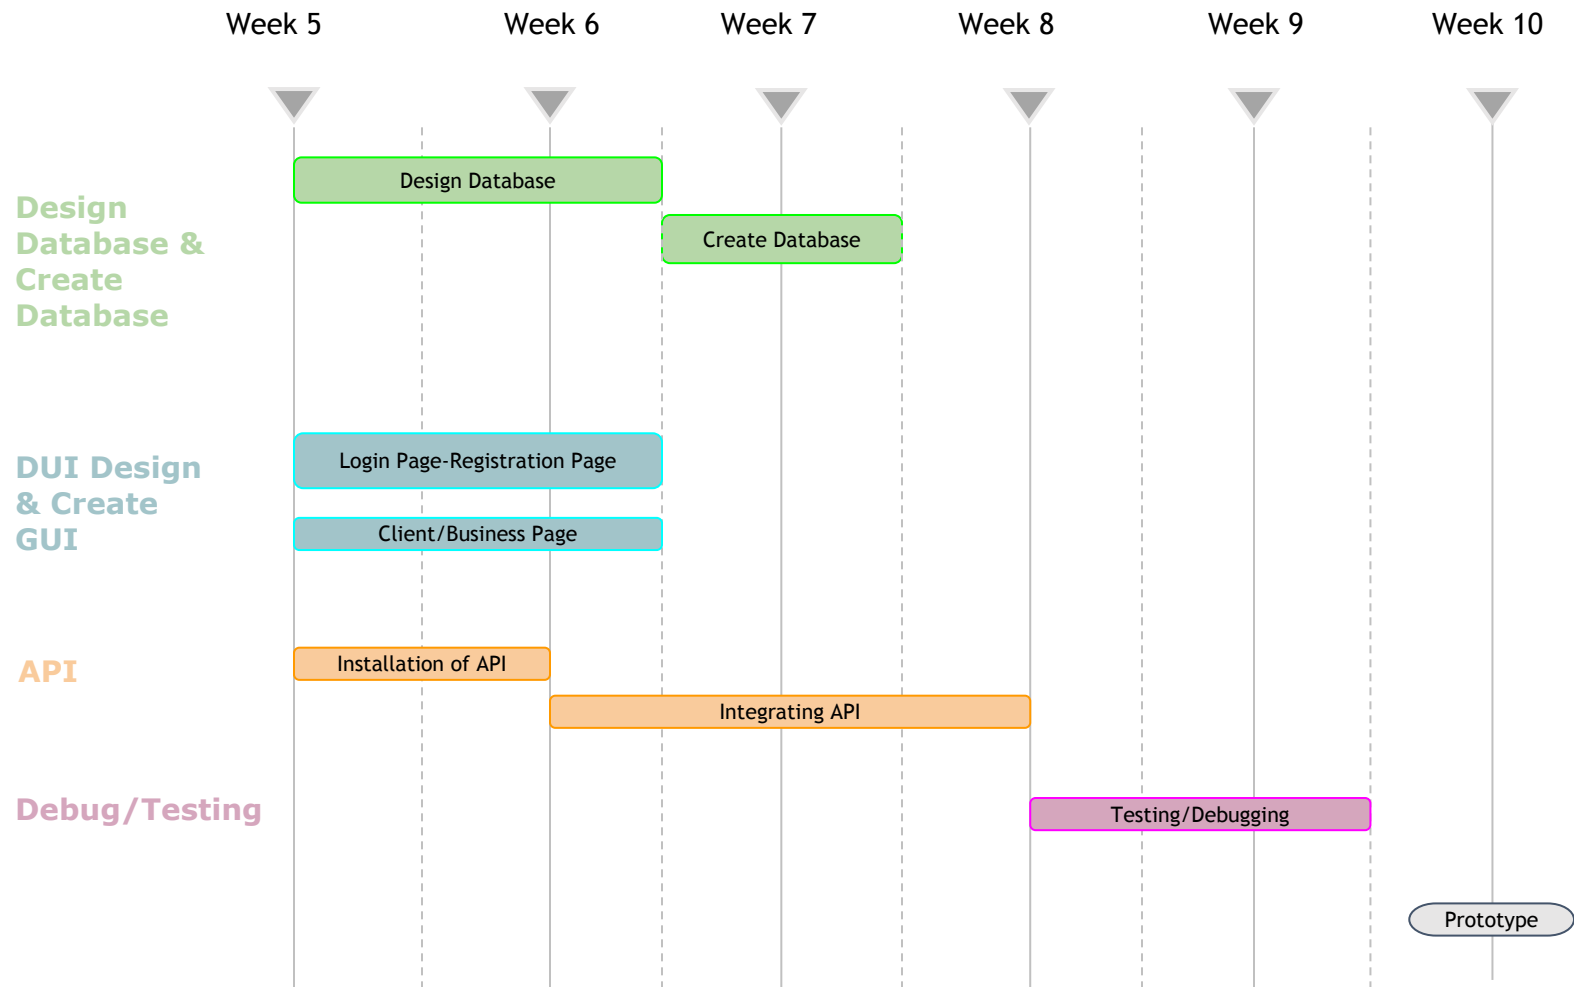 Week 5
Week 6
Week 7
Week 8
Week 9
Week 10
Design Database
Create Database
Design
Database &
Create
Database
Login Page-Registration Page
DUI Design
& Create
GUI
Client/Business Page
API
Installation of API
Integrating API
Debug/Testing
Testing/Debugging
Prototype